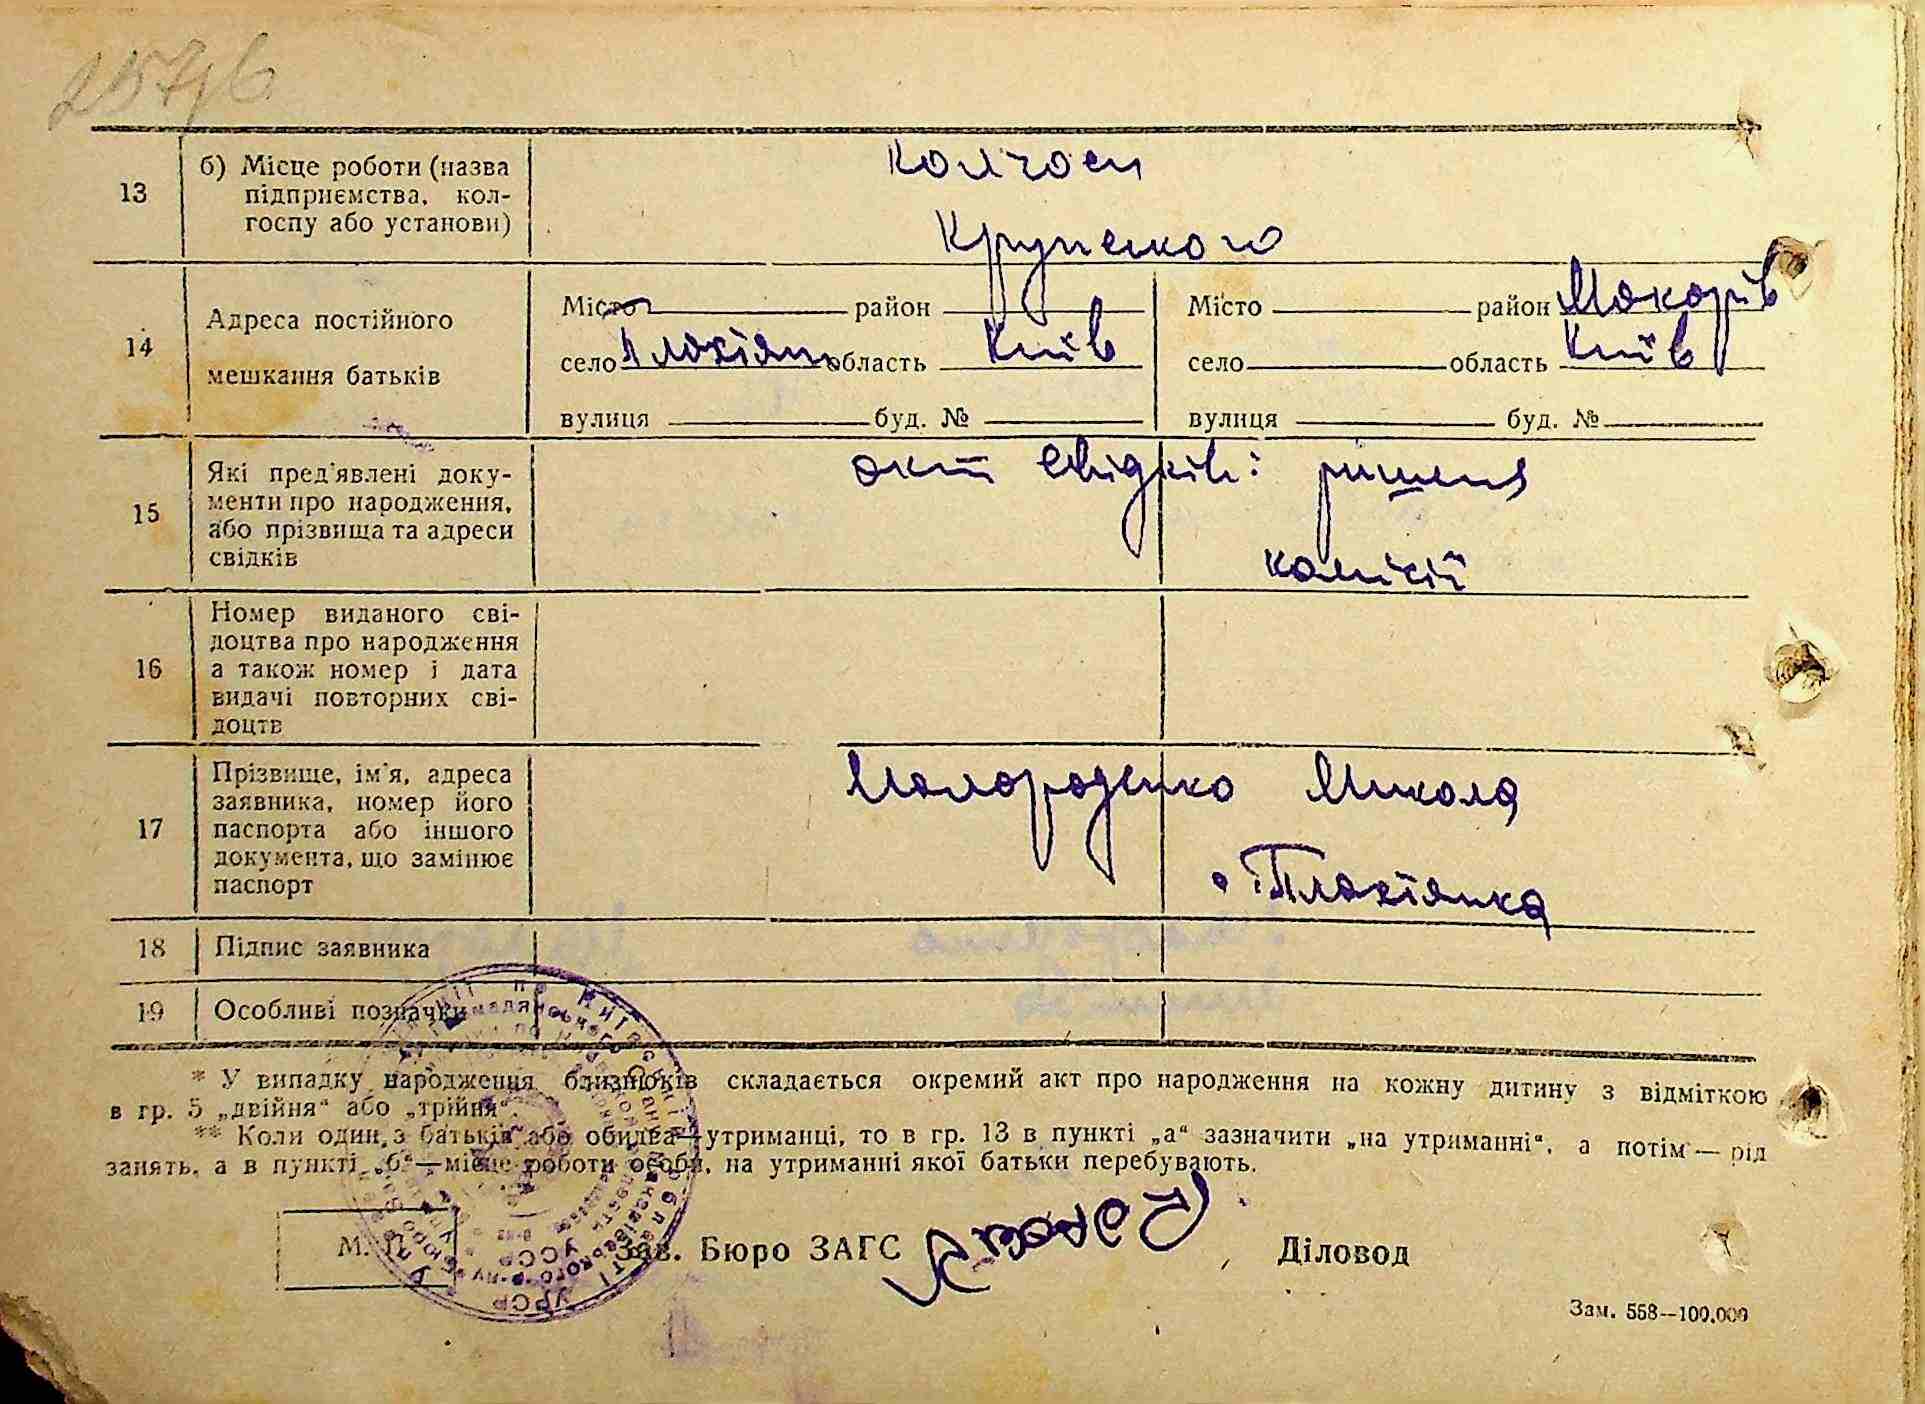 13
б) Місце роботи (назва
підприємства, кол-
госпу або установи)
Колгосп
Крупського
14
Адреса постійного
мешкання батьків
Місто район Місто район Макорів
село область Київ село область Київ
вулиця буд. № вулиця буд. №
15
Які пред'явлені доку-
менти про народження,
або прізвища та адреси
свідків
акт свідків: рішеня
комісії
16
Номер виданого сві-
доцтва про народження
а також номер і дата
видачі повторних сві-
доцтв
17
Прізвище, ім'я, адреса
заявника, номер його
паспорта або іншого
документа, що замінює
паспорт
Микола
Плахтянка
18 Підпис заявника
19 Особливі позначки
* У випадку народження близнюків складається окремий акт про народження на кожну дитину з відміткою
в гр. 5 „двійня“ або „трійня“.
** Коли один з батьків або обидва—утриманці, то в гр. 13 в пункті „а“ зазначити „на утриманні“, а потім — рід
занять, а в пункті „б“—місце роботи особи, на утриманні якої батьки перебувають.
М. П. Зав. Бюро ЗАГС Діловод
Зам. 558—100.000